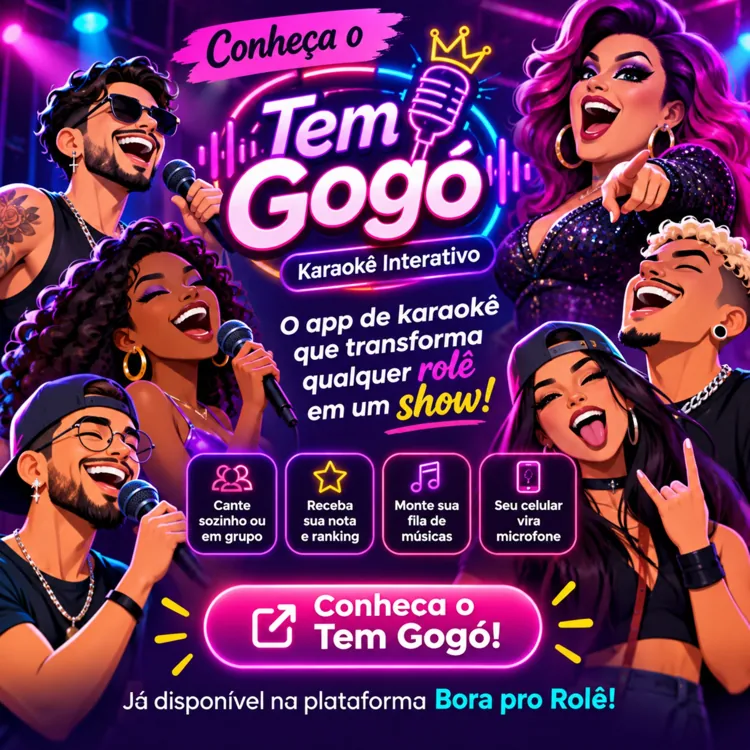 Conheça o
Tem
Gogó
Karaokê Interativo
O app de karaokê
que transforma
qualquer rolê
em um show!
Cante
sozinho ou
em grupo
Receba
sua nota
e ranking
Monte sua
fila de
músicas
Seu celular
vira
microfone
Conheca o
Tem Gogó!
Já disponível na plataforma Bora pro Rolê!